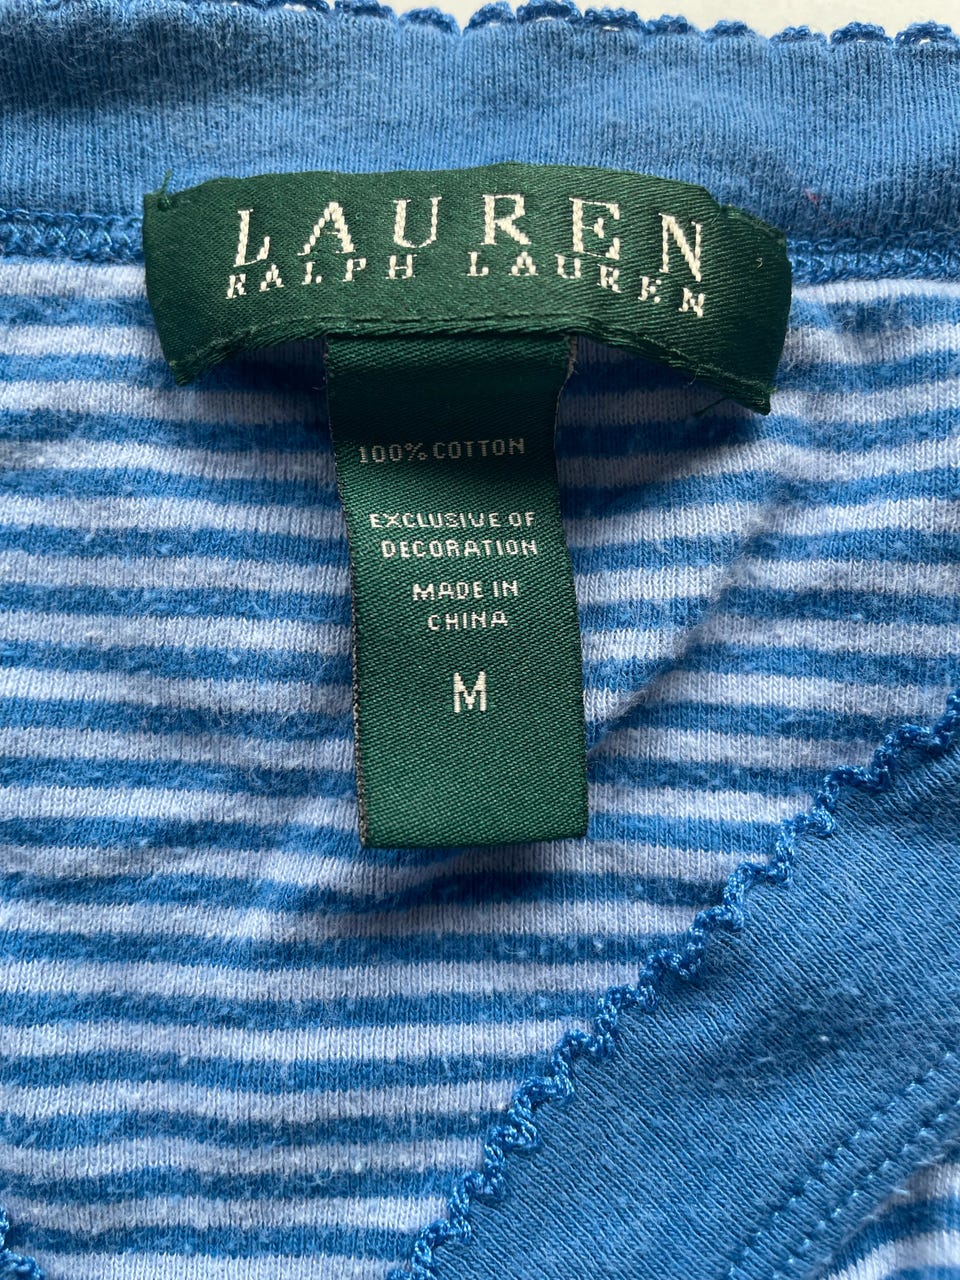 LAUREN
RALPH LAUREN
100% COTTON
EXCLUSIVE OF
DECORATION
MADE IN
CHINA
M